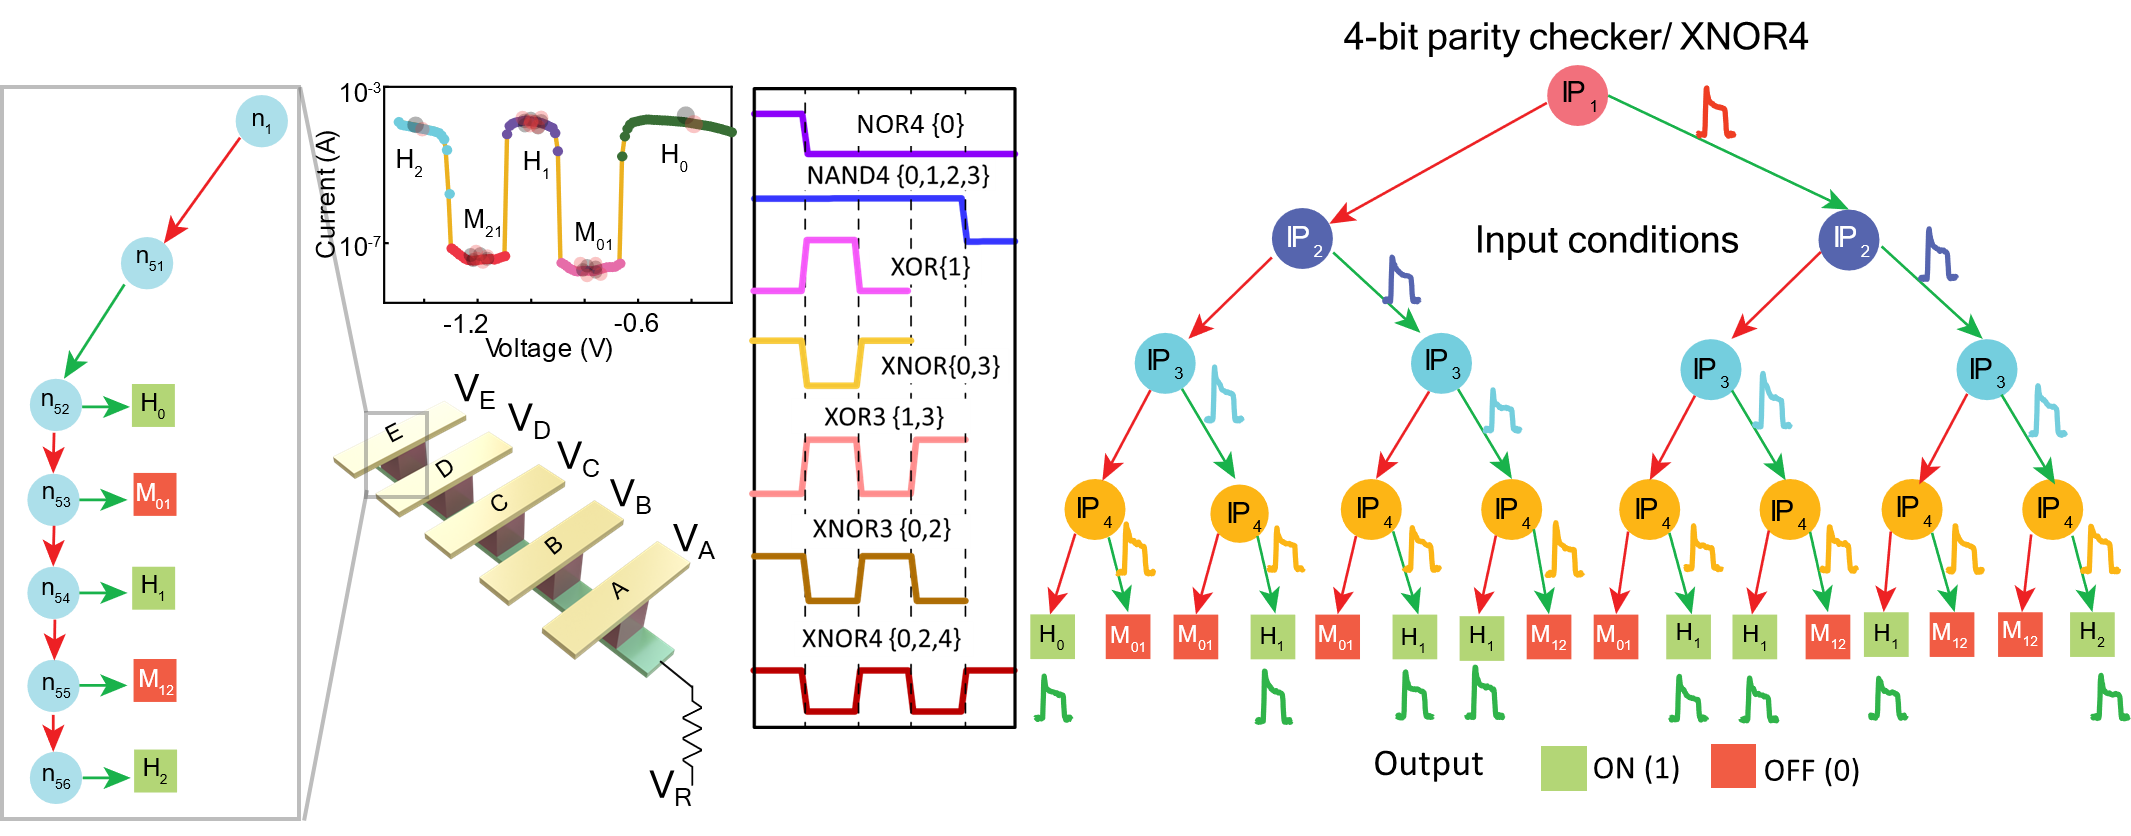 4-bit parity checker/ XNOR4
n1
n51
n52
H0
n53
M01
n54
H1
n55
M12
n56
H2
10-3
10-7
Current (A)
H2
M21
H1
M01
H0
-1.2
-0.6
Voltage (V)
VE
VD
VC
VB
VA
E
D
C
B
A
VR
NOR4 {0}
NAND4 {0,1,2,3}
XOR{1}
XNOR{0,3}
XOR3 {1,3}
XNOR3 {0,2}
XNOR4 {0,2,4}
IP1
IP2
Input conditions
IP2
IP3
IP3
IP3
IP3
IP4
IP4
IP4
IP4
IP4
IP4
IP4
IP4
H0
M01
M01
H1
M01
H1
H1
M12
M01
H1
H1
M12
H1
M12
M12
H2
Output
ON (1)
OFF (0)